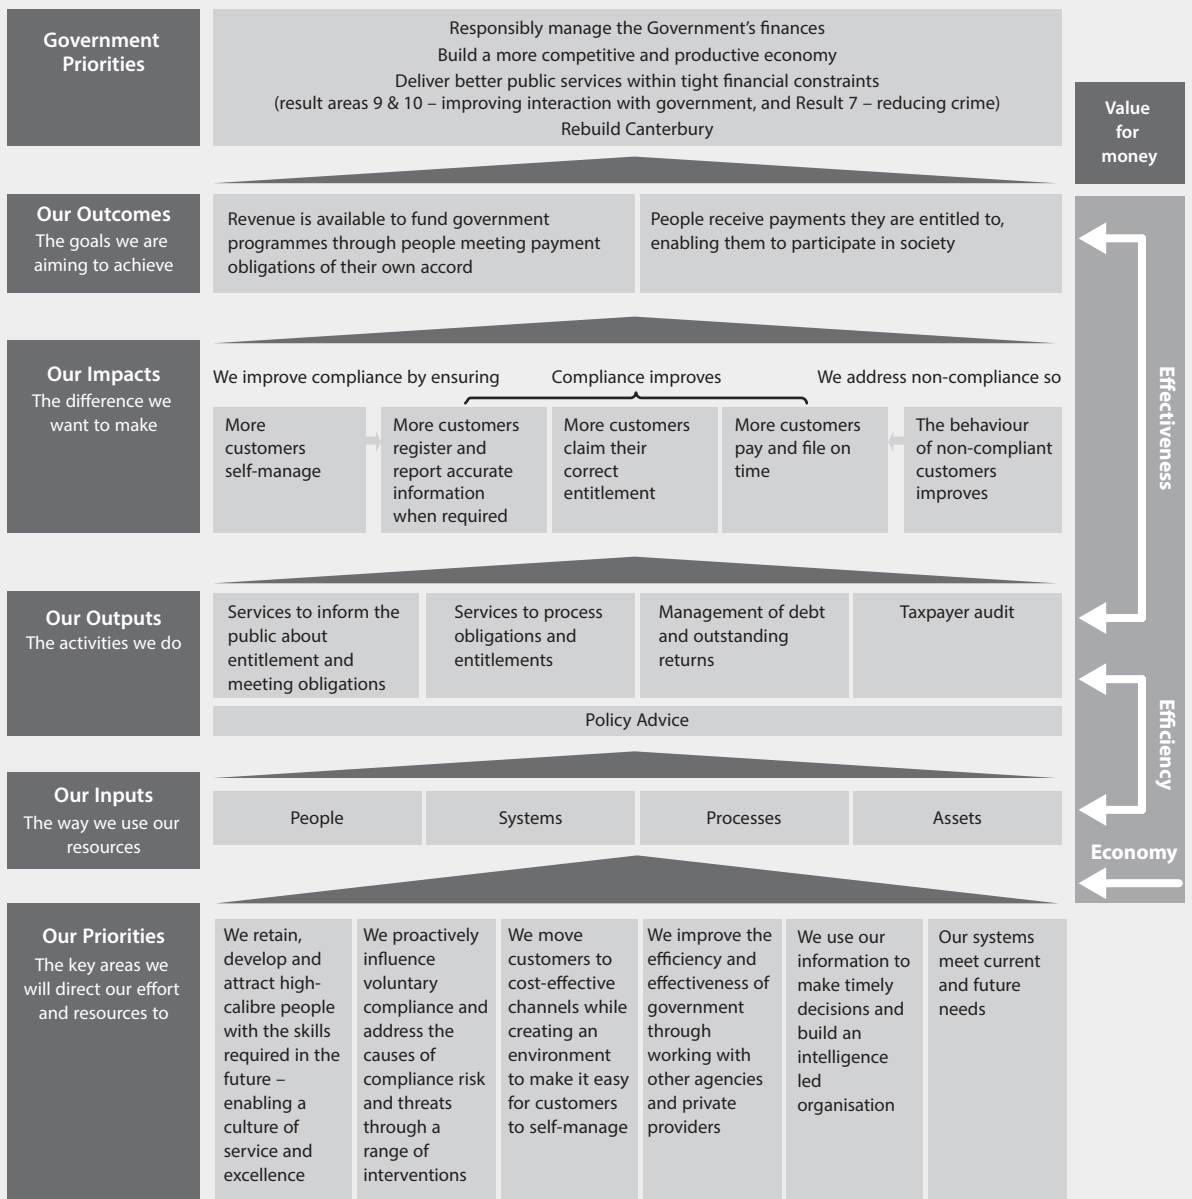 Government
Priorities
Responsibly manage the Government’s finances
Build a more competitive and productive economy
Deliver better public services within tight financial constraints
(result areas 9 & 10 – improving interaction with government, and Result 7 – reducing crime)
Rebuild Canterbury
Value
for
money
Our Outcomes
The goals we are
aiming to achieve
Revenue is available to fund government
programmes through people meeting payment
obligations of their own accord
People receive payments they are entitled to,
enabling them to participate in society
Our Impacts
The difference we
want to make
We improve compliance by ensuring
Compliance improves
We address non-compliance so
More
customers
self-manage
More customers
register and
report accurate
information
when required
More customers
claim their
correct
entitlement
More customers
pay and file on
time
The behaviour
of non-compliant
customers
improves
Effectiveness
Our Outputs
The activities we do
Services to inform the
public about
entitlement and
meeting obligations
Services to process
obligations and
entitlements
Management of debt
and outstanding
returns
Taxpayer audit
Policy Advice
Efficiency
Our Inputs
The way we use our
resources
People
Systems
Processes
Assets
Economy
Our Priorities
The key areas we
will direct our effort
and resources to
We retain,
develop and
attract high-
calibre people
with the skills
required in the
future –
enabling a
culture of
service and
excellence
We proactively
influence
voluntary
compliance and
address the
causes of
compliance risk
and threats
through a
range of
interventions
We move
customers to
cost-effective
channels while
creating an
environment
to make it easy
for customers
to self-manage
We improve the
efficiency and
effectiveness of
government
through
working with
other agencies
and private
providers
We use our
information to
make timely
decisions and
build an
intelligence
led
organisation
Our systems
meet current
and future
needs